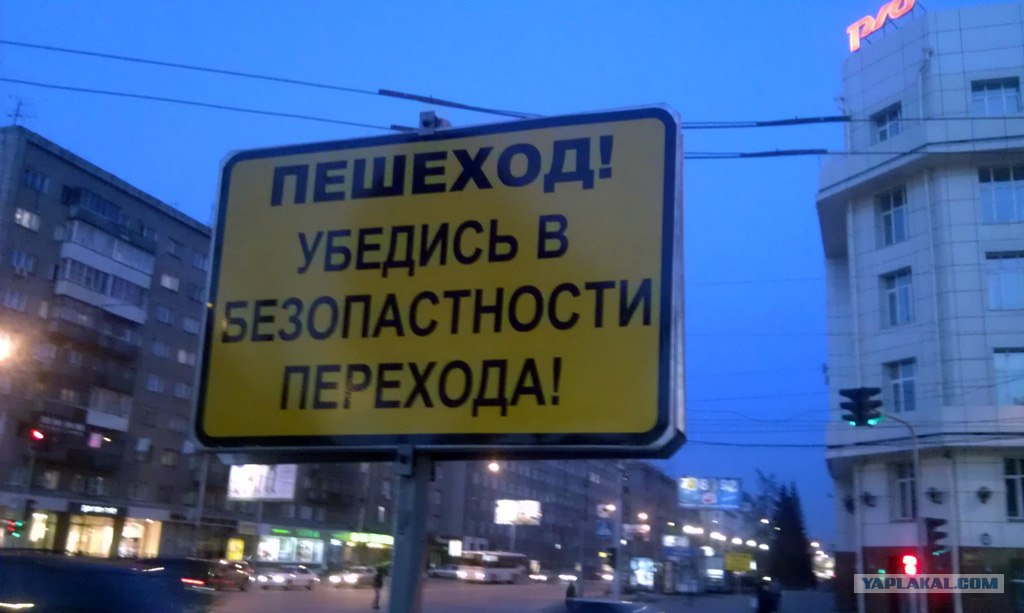 РЖД
ПЕШЕХОД!
УБЕДИСЬ В
БЕЗОПАСТНОСТИ
ПЕРЕХОДА!
YAPLAKAL.COM